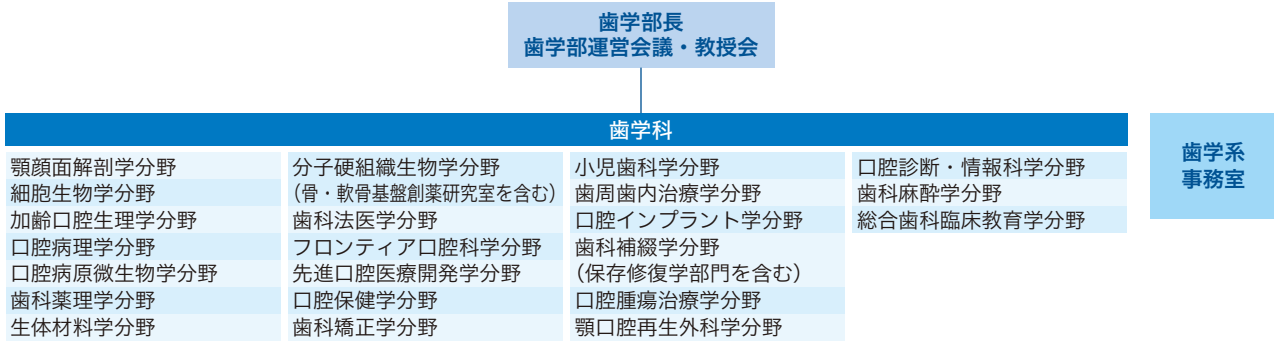 歯学部長
歯学部運営会議・教授会
歯学科
顎顔面解剖学分野
細胞生物学分野
加齢口腔生理学分野
口腔病理学分野
口腔病原微生物学分野
歯科薬理学分野
生体材料学分野
分子硬組織生物学分野
（骨・軟骨基盤創薬研究室を含む）
歯科法医学分野
フロンティア口腔科学分野
先進口腔医療開発学分野
口腔保健学分野
歯科矯正学分野
小児歯科学分野
歯周歯内治療学分野
口腔インプラント学分野
歯科補綴学分野
（保存修復学部門を含む）
口腔腫瘍治療学分野
顎口腔再生外科学分野
口腔診断・情報科学分野
歯科麻酔学分野
総合歯科臨床教育学分野
歯学系
事務室